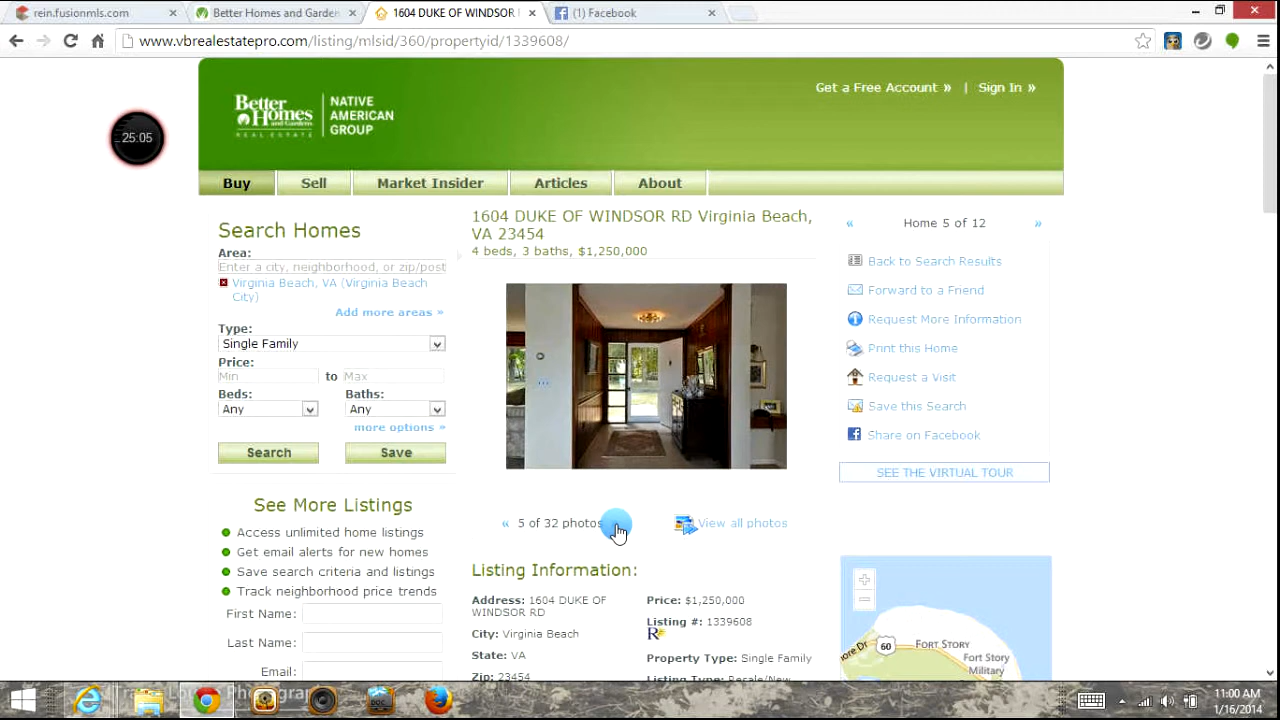 rein.fusionmls.com
Better Homes and Garden
1604 DUKE OF WINDSOR
(1) Facebook
www.vbrealestatepro.com/listing/mlsid/360/propertyid/1339608/
Get a Free Account » | Sign In »
Better Homes and Gardens REAL ESTATE
NATIVE AMERICAN GROUP
25:05
Buy
Sell
Market Insider
Articles
About
Search Homes
Area:
Enter a city, neighborhood, or zip/post
Virginia Beach, VA (Virginia Beach
City)
Add more areas »
Type:
Single Family
Price:
Min to Max
Beds: Baths:
Any Any
more options »
Search Save
See More Listings
Access unlimited home listings
Get email alerts for new homes
Save search criteria and listings
Track neighborhood price trends
First Name:
Last Name:
Email:
1604 DUKE OF WINDSOR RD Virginia Beach,
VA 23454
4 beds, 3 baths, $1,250,000
« 5 of 32 photos
View all photos
Listing Information:
Address: 1604 DUKE OF
WINDSOR RD
City: Virginia Beach
State: VA
Zip: 23454
Price: $1,250,000
Listing #: 1339608
R
Property Type: Single Family
Listing Type: Resale/New
« Home 5 of 12 »
Back to Search Results
Forward to a Friend
Request More Information
Print this Home
Request a Visit
Save this Search
Share on Facebook
SEE THE VIRTUAL TOUR
60
FORT STORY
Fort Story
Military
11:00 AM
1/16/2014